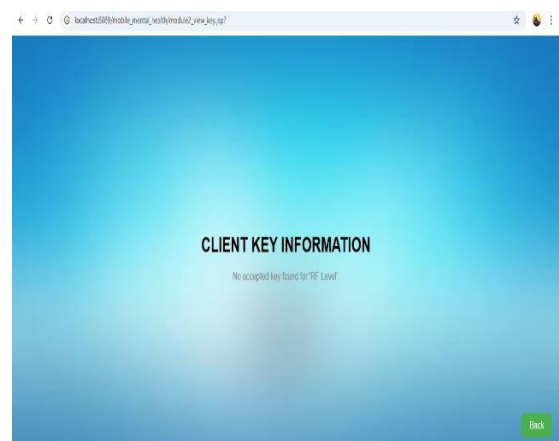 localhost:8089/mobile_mental_health/module2_view_key.jsp?
CLIENT KEY INFORMATION
No accepted key found for 'RF Level'
Back